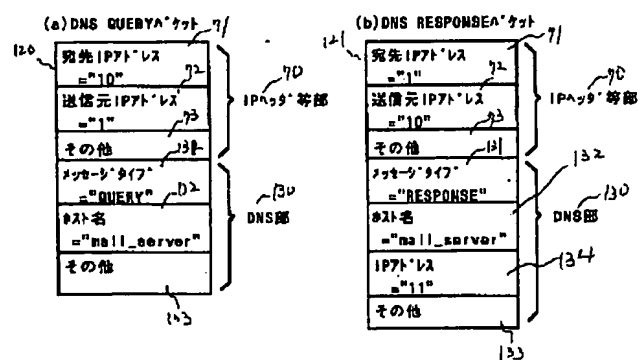 (a) DNS QUERYパケット
120
71
宛先IPアドレス
="10"
72
送信元IPアドレス
="1"
73
その他
70
IPヘッダ等部
メッセージタイプ
="QUERY"
ホスト名
="mail_server"
130
DNS部
その他
(b) DNS RESPONSEパケット
121
71
宛先IPアドレス
="1"
72
送信元IPアドレス
="10"
73
その他
70
IPヘッダ等部
131
メッセージタイプ
="RESPONSE"
132
ホスト名
="mail_server"
130
DNS部
IPアドレス
="11"
134
その他
133